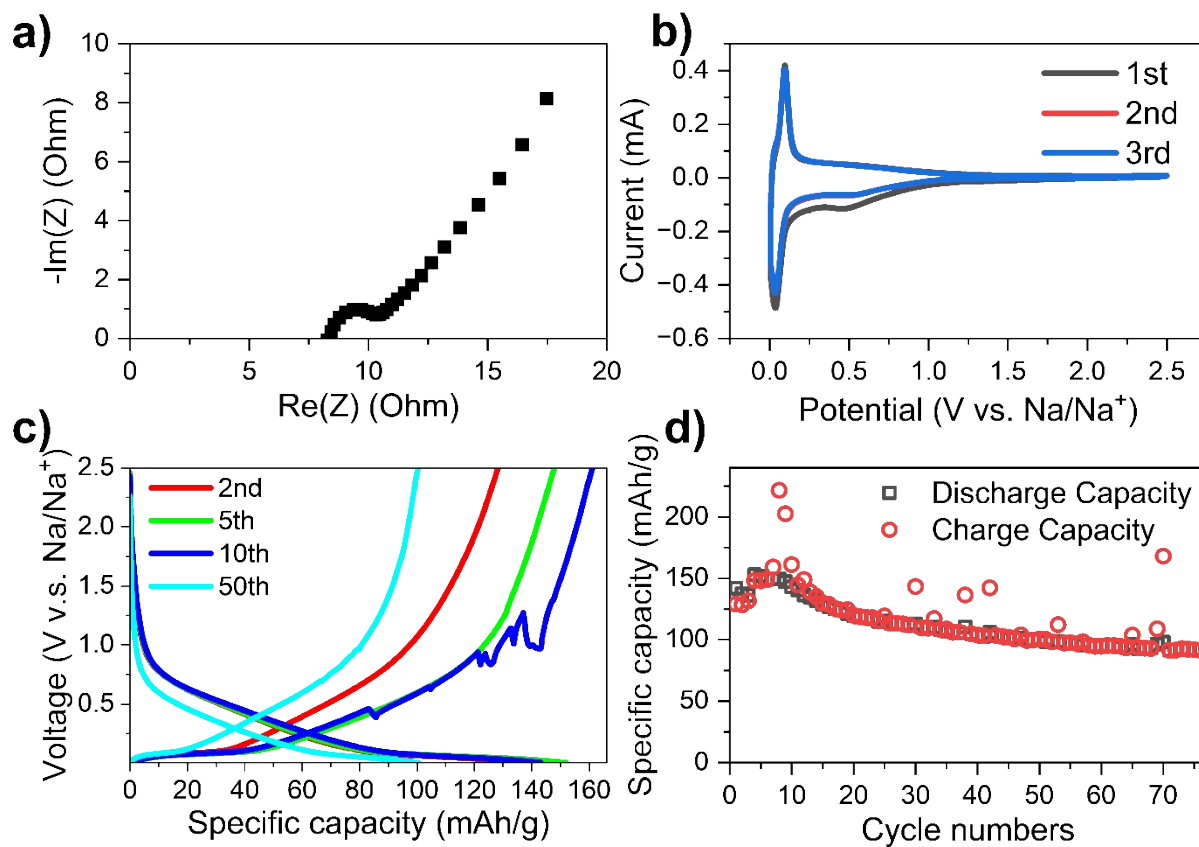 a)
10
8
6
4
2
0
-Im(Z) (Ohm)
0 5 10 15 20
Re(Z) (Ohm)
b)
0.4
0.2
0.0
−0.2
−0.4
−0.6
Current (mA)
1st
2nd
3rd
0.0 0.5 1.0 1.5 2.0 2.5
Potential (V vs. Na/Na⁺)
c)
2.5
2.0
1.5
1.0
0.5
Voltage (V v.s. Na/Na⁺)
2nd
5th
10th
50th
0 20 40 60 80 100 120 140 160
Specific capacity (mAh/g)
d)
200
150
100
50
0
Specific capacity (mAh/g)
Discharge Capacity
Charge Capacity
0 10 20 30 40 50 60 70
Cycle numbers